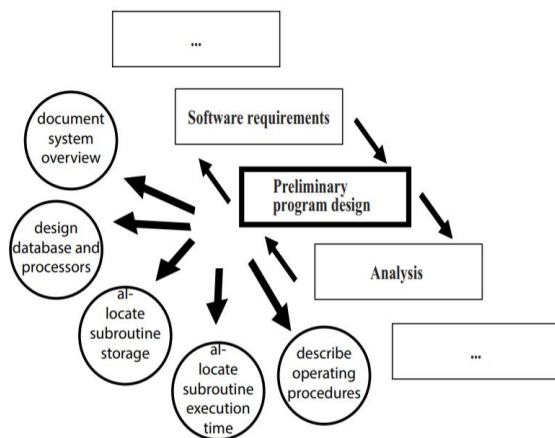 ...
Software requirements
Preliminary
program design
Analysis
...
document
system
overview
design
database and
processors
al-
locate
subroutine
storage
al-
locate
subroutine
execution
time
describe
operating
procedures